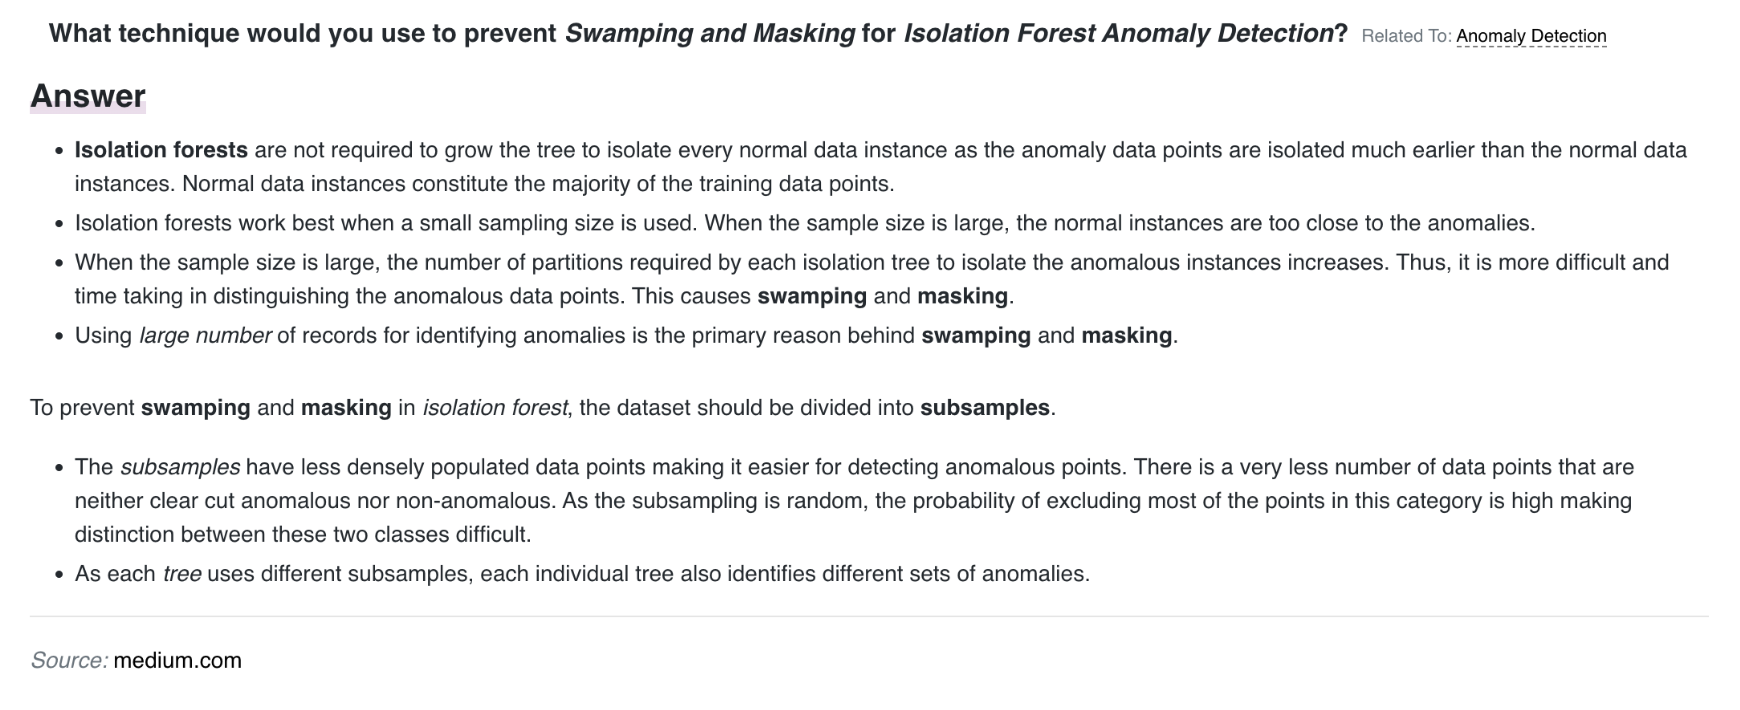 What technique would you use to prevent Swamping and Masking for Isolation Forest Anomaly Detection? Related To: Anomaly Detection
Answer
• Isolation forests are not required to grow the tree to isolate every normal data instance as the anomaly data points are isolated much earlier than the normal data
instances. Normal data instances constitute the majority of the training data points.
• Isolation forests work best when a small sampling size is used. When the sample size is large, the normal instances are too close to the anomalies.
• When the sample size is large, the number of partitions required by each isolation tree to isolate the anomalous instances increases. Thus, it is more difficult and
time taking in distinguishing the anomalous data points. This causes swamping and masking.
• Using large number of records for identifying anomalies is the primary reason behind swamping and masking.
To prevent swamping and masking in isolation forest, the dataset should be divided into subsamples.
• The subsamples have less densely populated data points making it easier for detecting anomalous points. There is a very less number of data points that are
neither clear cut anomalous nor non-anomalous. As the subsampling is random, the probability of excluding most of the points in this category is high making
distinction between these two classes difficult.
• As each tree uses different subsamples, each individual tree also identifies different sets of anomalies.
Source: medium.com